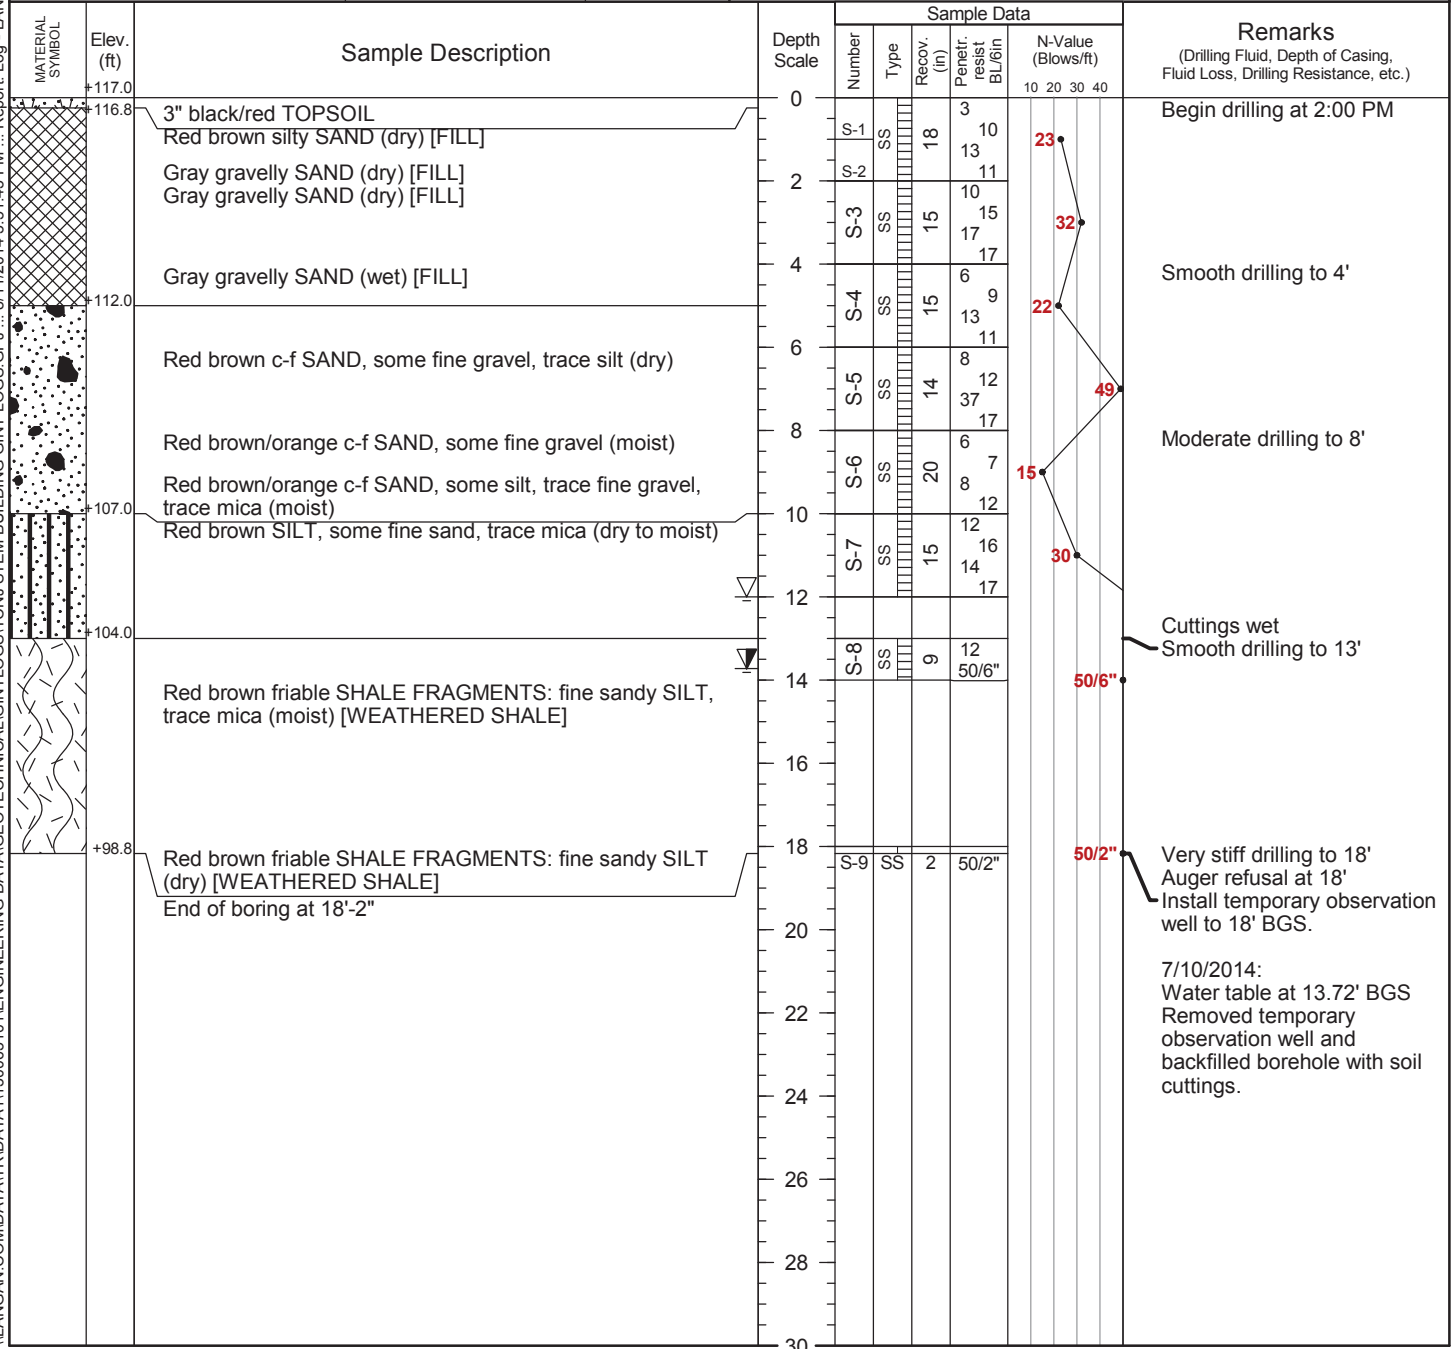 Sample Data
MATERIAL SYMBOL
Elev. (ft)
Sample Description
Depth Scale
Number
Type
Recov. (in)
Penetr. resist BL/6in
N-Value (Blows/ft)
10 20 30 40
Remarks
(Drilling Fluid, Depth of Casing,
Fluid Loss, Drilling Resistance, etc.)
+117.0
+116.8
3" black/red TOPSOIL
Red brown silty SAND (dry) [FILL]
Gray gravelly SAND (dry) [FILL]
Gray gravelly SAND (dry) [FILL]
Gray gravelly SAND (wet) [FILL]
+112.0
Red brown c-f SAND, some fine gravel, trace silt (dry)
Red brown/orange c-f SAND, some fine gravel (moist)
Red brown/orange c-f SAND, some silt, trace fine gravel,
trace mica (moist)
+107.0
Red brown SILT, some fine sand, trace mica (dry to moist)
+104.0
Red brown friable SHALE FRAGMENTS: fine sandy SILT,
trace mica (moist) [WEATHERED SHALE]
+98.8
Red brown friable SHALE FRAGMENTS: fine sandy SILT
(dry) [WEATHERED SHALE]
End of boring at 18'-2"
0
2
4
6
8
10
12
14
16
18
20
22
24
26
28
30
S-1
S-2
SS 18
3
10
13
11
23
S-3 SS 15
10
15
17
17
32
S-4 SS 15
6
9
13
11
22
S-5 SS 14
8
12
37
17
49
S-6 SS 20
6
7
8
12
15
S-7 SS 15
12
16
14
17
30
S-8 SS 9
12
50/6"
50/6"
S-9 SS 2 50/2"
50/2"
Begin drilling at 2:00 PM
Smooth drilling to 4'
Moderate drilling to 8'
Cuttings wet
Smooth drilling to 13'
Very stiff drilling to 18'
Auger refusal at 18'
Install temporary observation
well to 18' BGS.
7/10/2014:
Water table at 13.72' BGS
Removed temporary
observation well and
backfilled borehole with soil
cuttings.